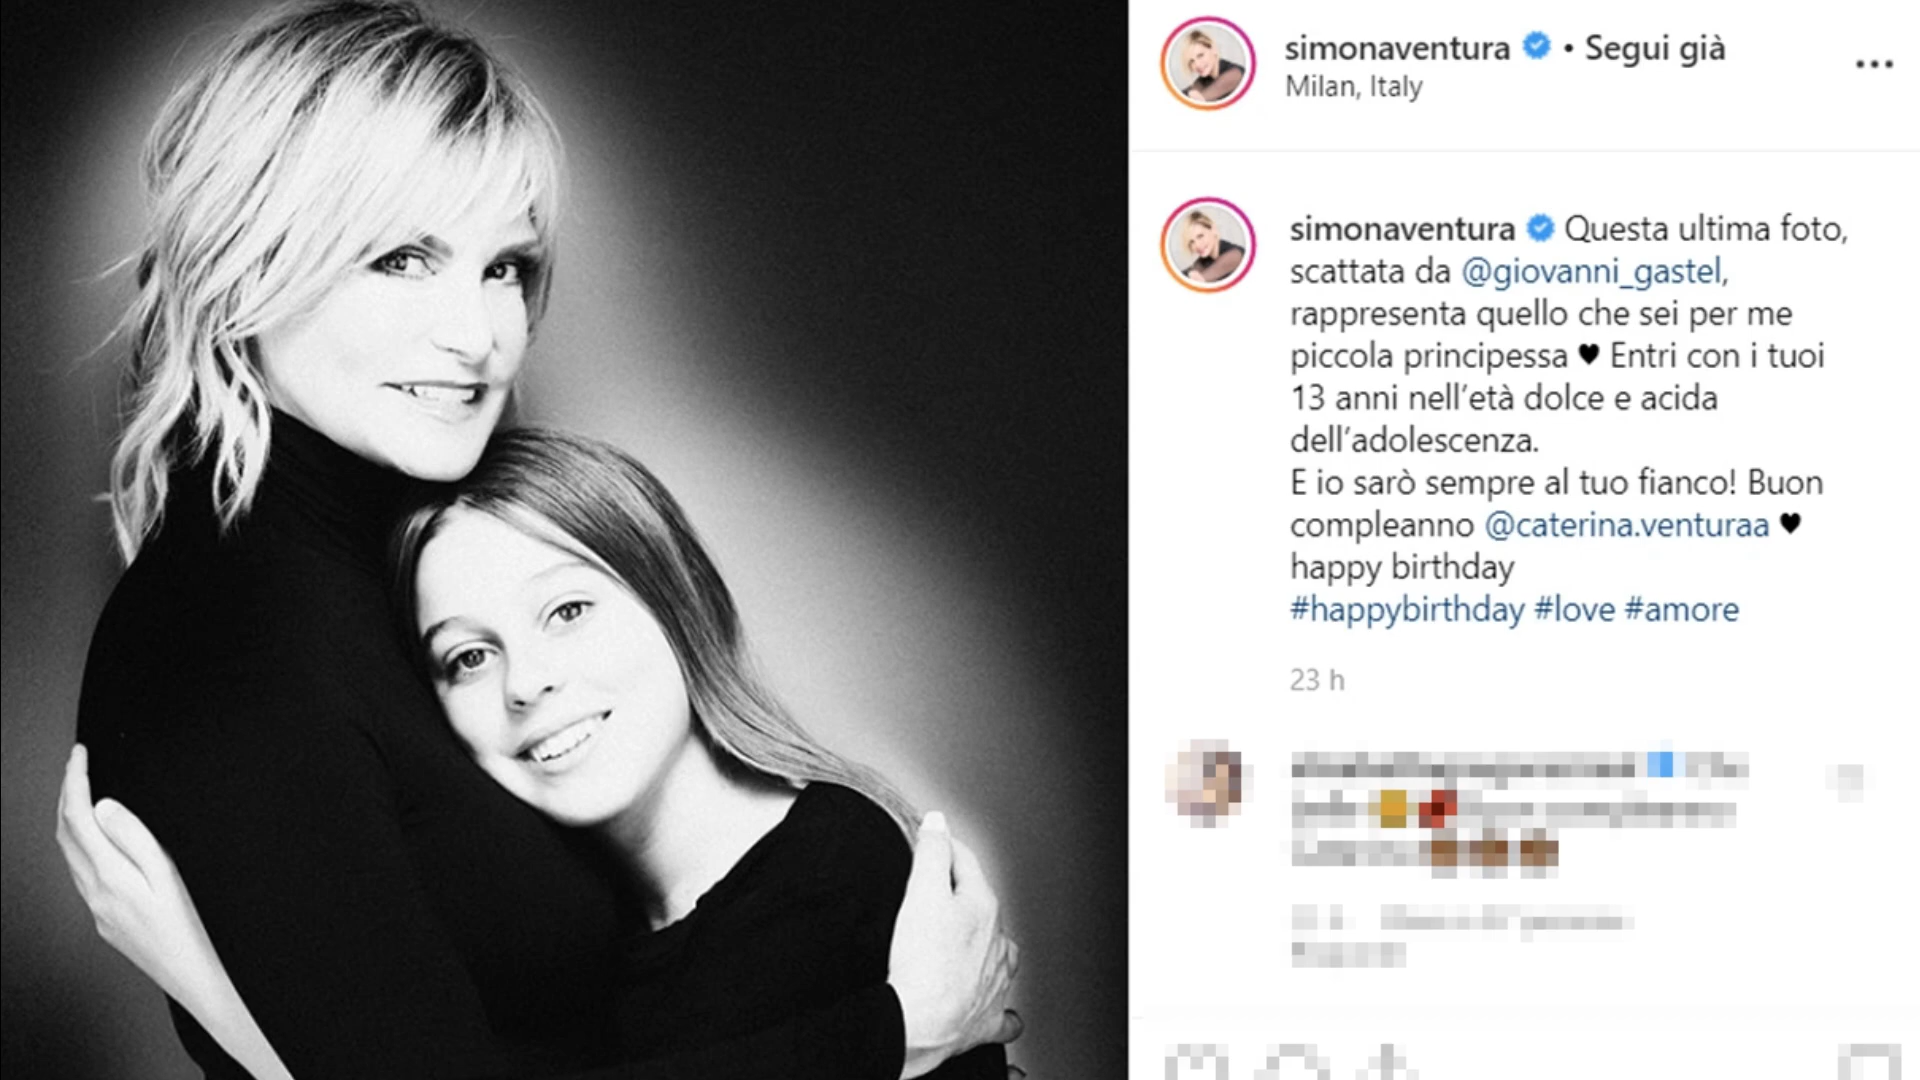 simonaventura • Segui già
Milan, Italy
simonaventura Questa ultima foto,
scattata da @giovanni_gastel,
rappresenta quello che sei per me
piccola principessa ♥ Entri con i tuoi
13 anni nell'età dolce e acida
dell'adolescenza.
E io sarò sempre al tuo fianco! Buon
compleanno @caterina.venturaa ♥
happy birthday
#happybirthday #love #amore
23 h